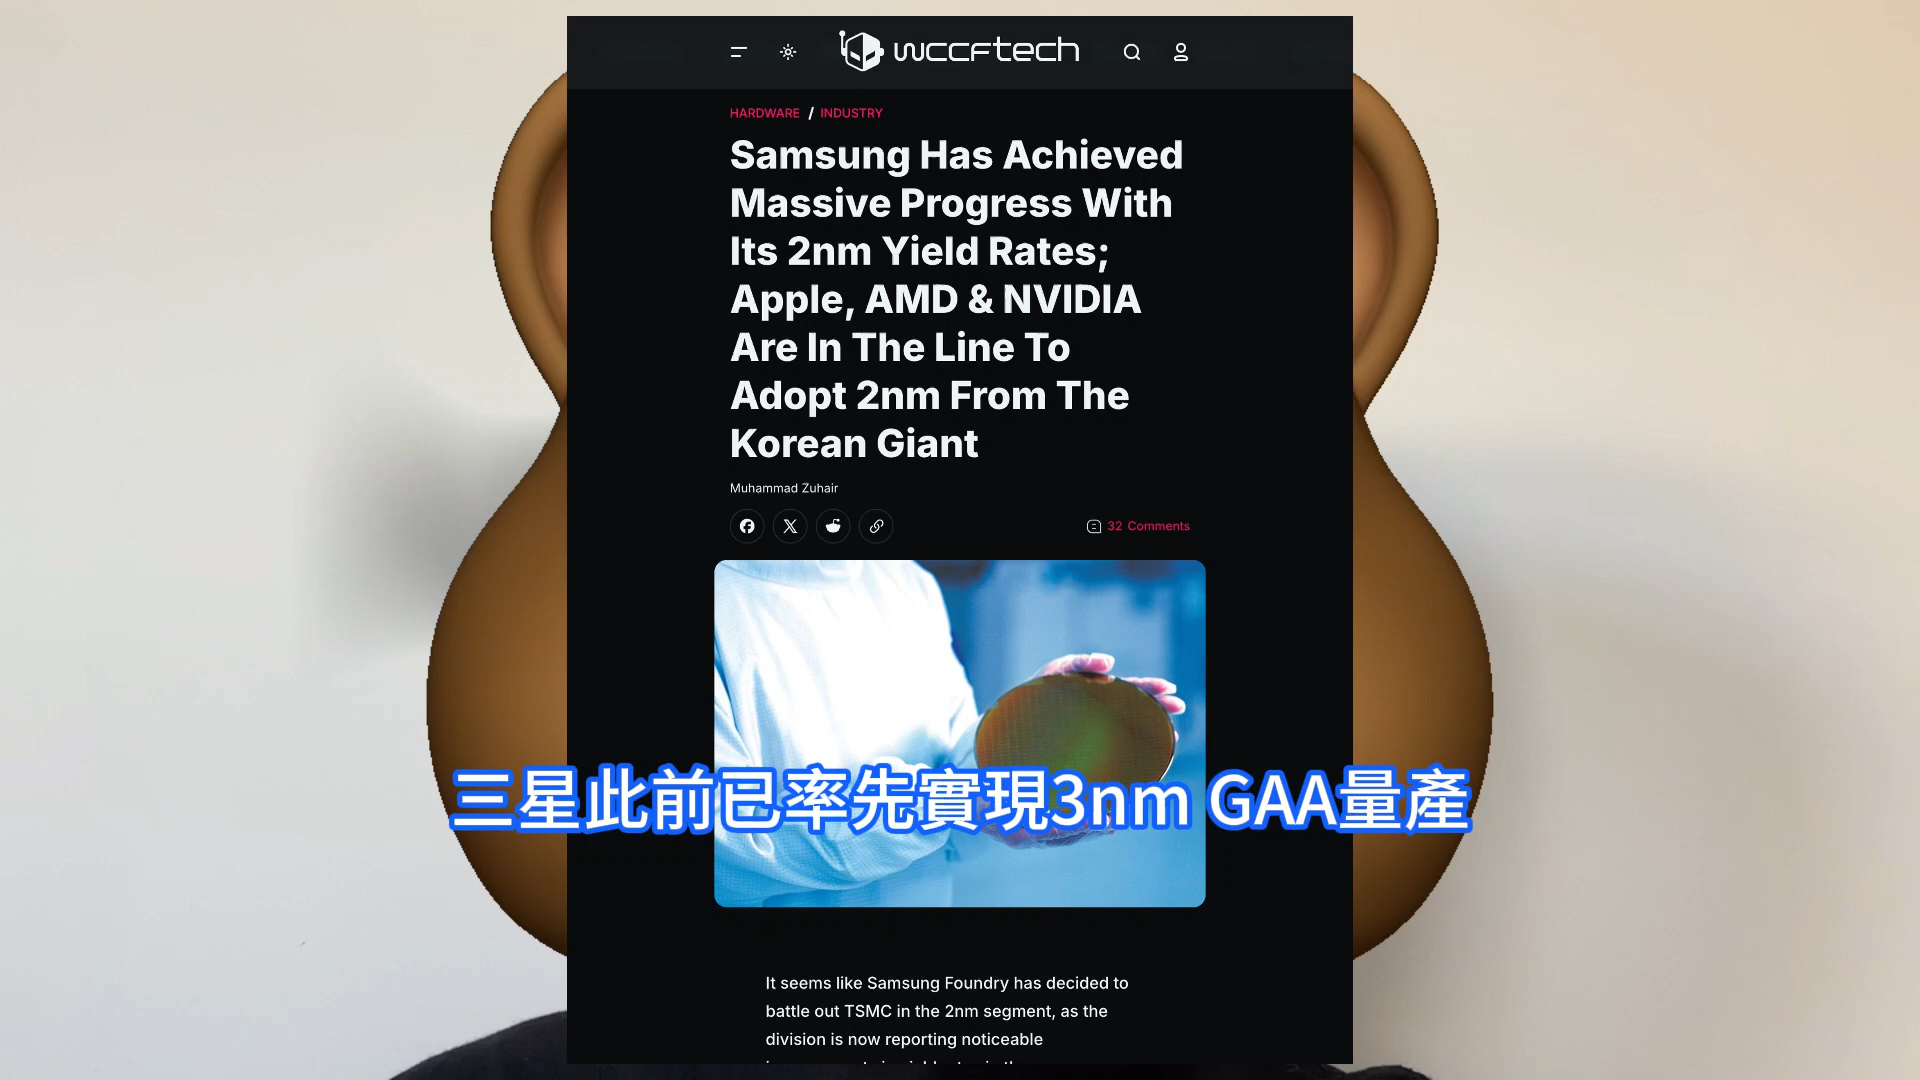 wccftech
HARDWARE / INDUSTRY
Samsung Has Achieved
Massive Progress With
Its 2nm Yield Rates;
Apple, AMD & NVIDIA
Are In The Line To
Adopt 2nm From The
Korean Giant
Muhammad Zuhair
32 Comments
三星此前已率先實現3nm GAA量產
It seems like Samsung Foundry has decided to
battle out TSMC in the 2nm segment, as the
division is now reporting noticeable